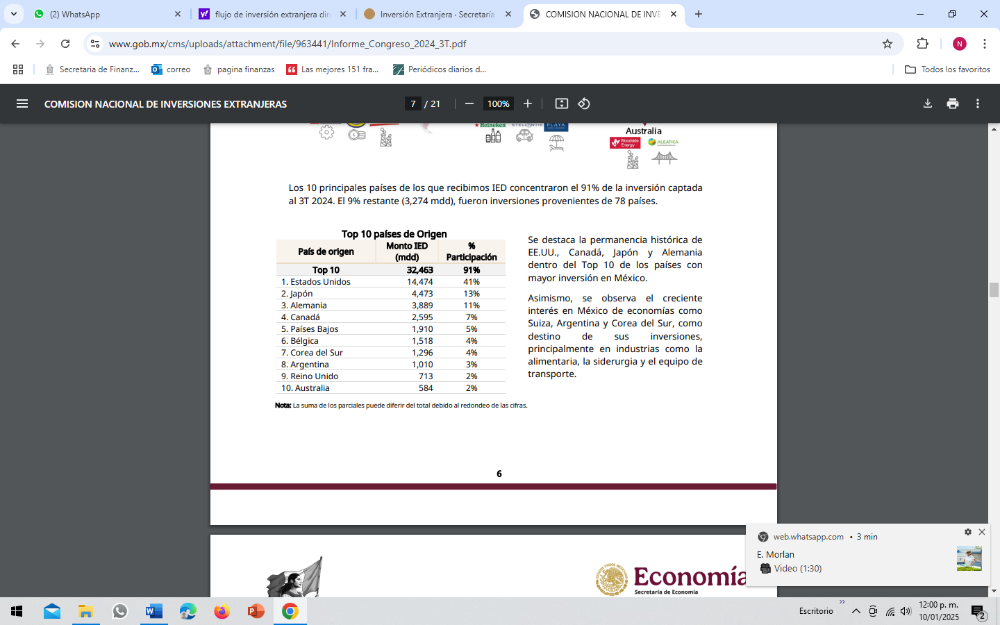 (2) WhatsApp
flujo de inversión extranjera dire
Inversión Extranjera · Secretaría
COMISION NACIONAL DE INVE
www.gob.mx/cms/uploads/attachment/file/963441/Informe_Congreso_2024_3T.pdf
N
Secretaria de Finanz...
correo
pagina finanzas
Las mejores 151 fra...
Periódicos diarios d...
Todos los favoritos
COMISION NACIONAL DE INVERSIONES EXTRANJERAS
7 / 21
100%
Heineken
STELLANTIS
PLAYA
Australia
Woodside Energy
ALEATICA
Los 10 principales países de los que recibimos IED concentraron el 91% de la inversión captada
al 3T 2024. El 9% restante (3,274 mdd), fueron inversiones provenientes de 78 países.
Top 10 países de Origen
País de origen Monto IED (mdd) % Participación
Top 10 32,463 91%
1. Estados Unidos 14,474 41%
2. Japón 4,473 13%
3. Alemania 3,889 11%
4. Canadá 2,595 7%
5. Países Bajos 1,910 5%
6. Bélgica 1,518 4%
7. Corea del Sur 1,296 4%
8. Argentina 1,010 3%
9. Reino Unido 713 2%
10. Australia 584 2%
Nota: La suma de los parciales puede diferir del total debido al redondeo de las cifras.
Se destaca la permanencia histórica de
EE.UU., Canadá, Japón y Alemania
dentro del Top 10 de los países con
mayor inversión en México.
Asimismo, se observa el creciente
interés en México de economías como
Suiza, Argentina y Corea del Sur, como
destino de sus inversiones,
principalmente en industrias como la
alimentaria, la siderurgia y el equipo de
transporte.
6
Economía
Secretaría de Economía
web.whatsapp.com • 3 min
E. Morlan
Video (1:30)
Escritorio
12:00 p. m.
10/01/2025
2